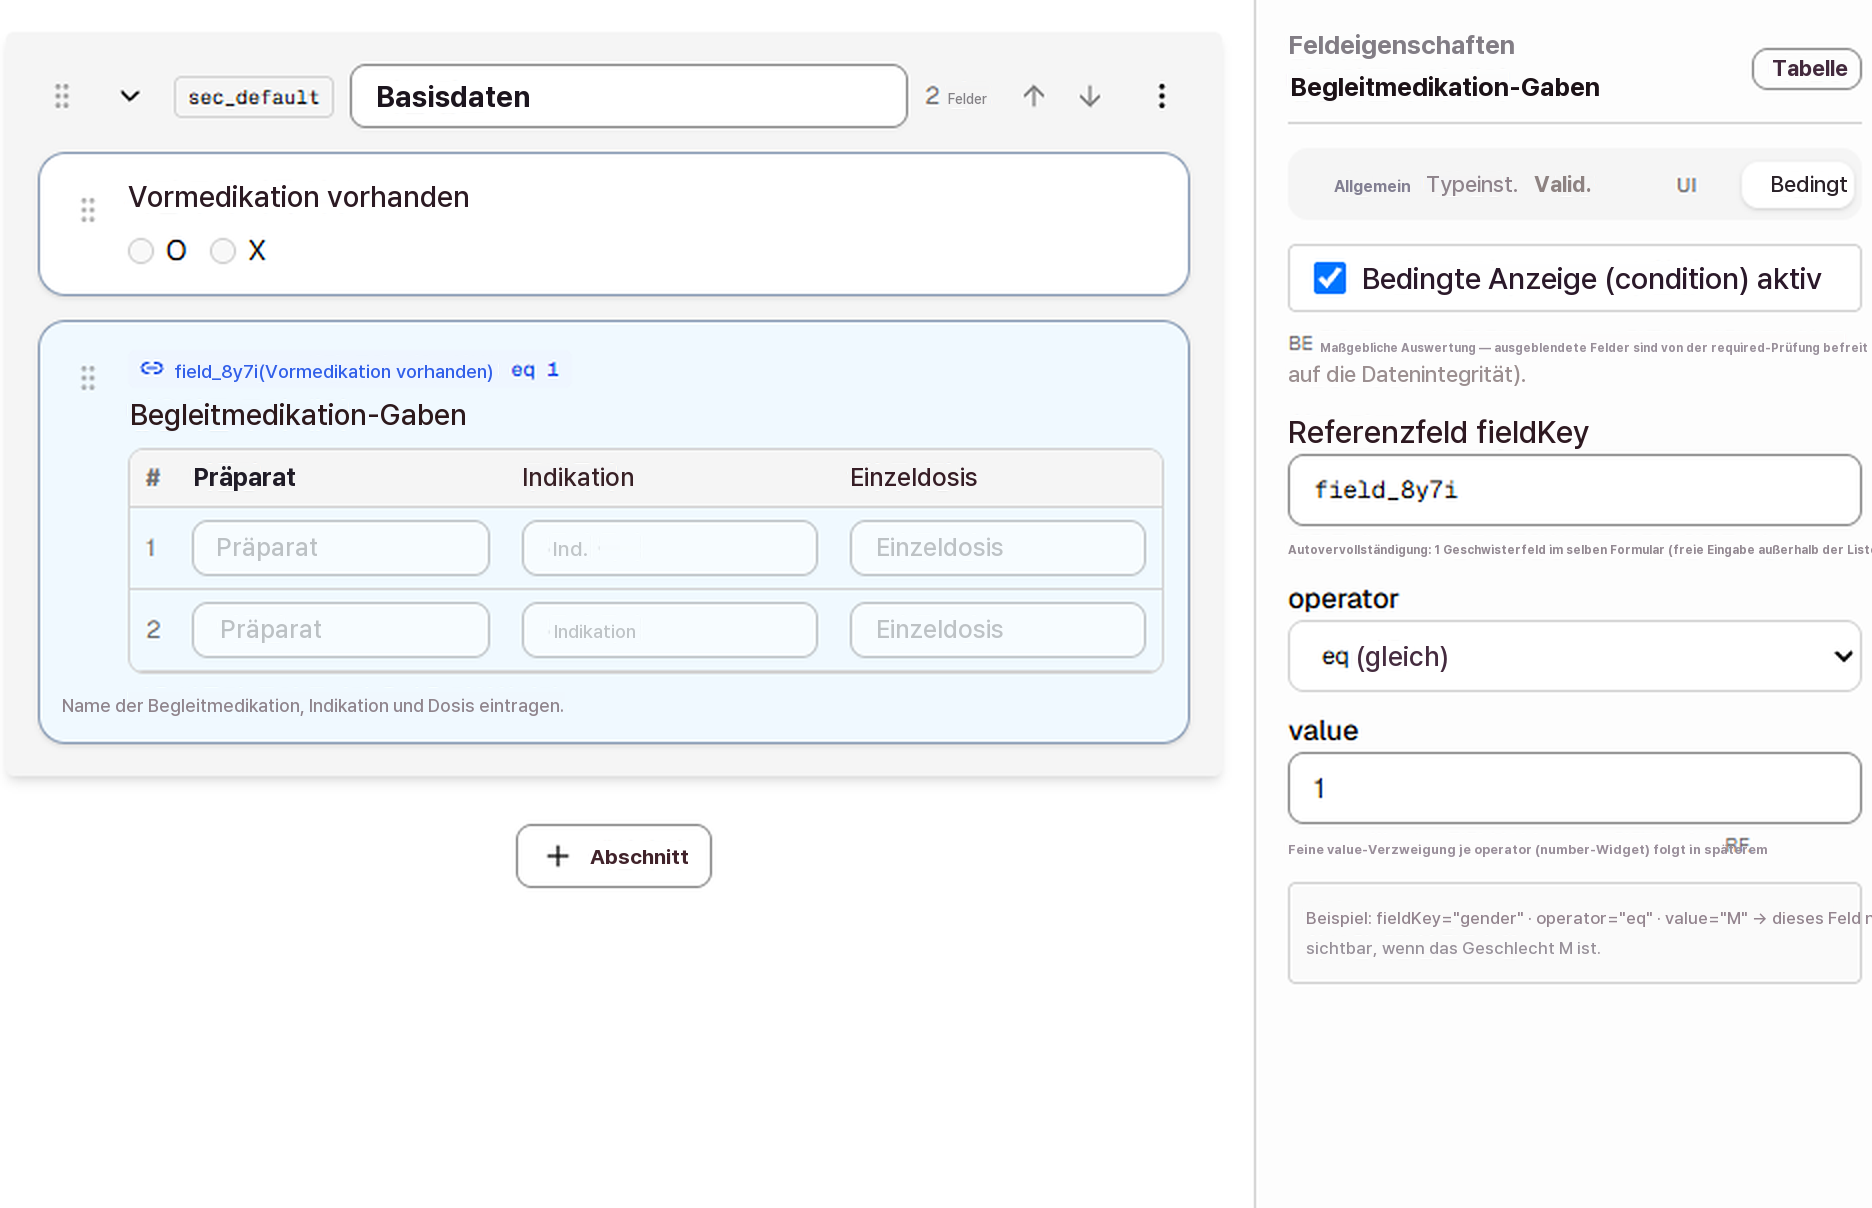 sec_default
Basisdaten
2 Felder
Vormedikation vorhanden
O X
field_8y7i(Vormedikation vorhanden) eq 1
Begleitmedikation-Gaben
# Präparat Indikation Einzeldosis
1 Präparat Ind. Einzeldosis
2 Präparat Indikation Einzeldosis
Name der Begleitmedikation, Indikation und Dosis eintragen.
+ Abschnitt
Feldeigenschaften
Begleitmedikation-Gaben
Tabelle
Allgemein Typeinst. Valid. UI Bedingt
Bedingte Anzeige (condition) aktiv
BE Maßgebliche Auswertung — ausgeblendete Felder sind von der required-Prüfung befreit
auf die Datenintegrität).
Referenzfeld fieldKey
field_8y7i
Autovervollständigung: 1 Geschwisterfeld im selben Formular (freie Eingabe außerhalb der
operator
eq (gleich)
value
1
Feine value-Verzweigung je operator (number-Widget) folgt in späterem
Beispiel: fieldKey="gender" · operator="eq" · value="M" → dieses Feld
sichtbar, wenn das Geschlecht M ist.